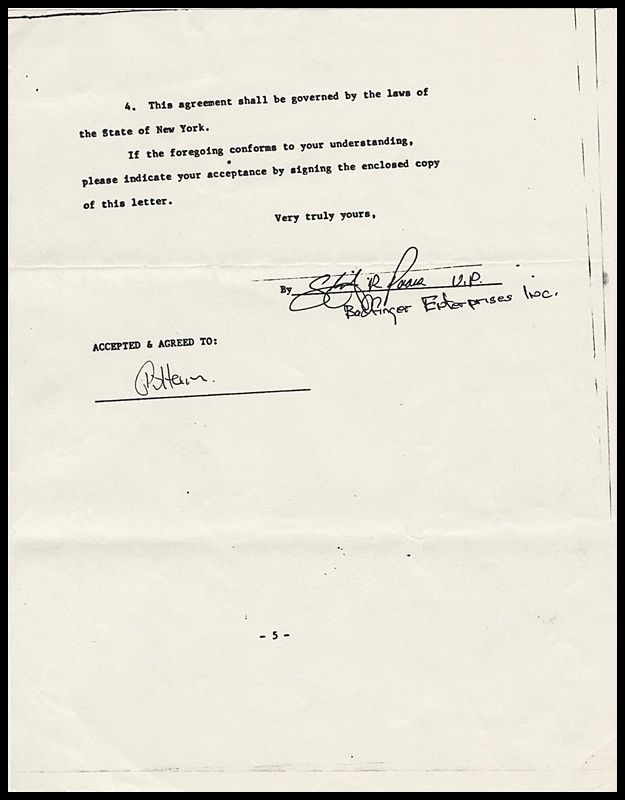 4. This agreement shall be governed by the laws of
the State of New York.
If the foregoing conforms to your understanding,
please indicate your acceptance by signing the enclosed copy
of this letter.
Very truly yours,
By R V.P.
Badfinger Enterprises Inc.
ACCEPTED & AGREED TO:
PHam.
- 5 -